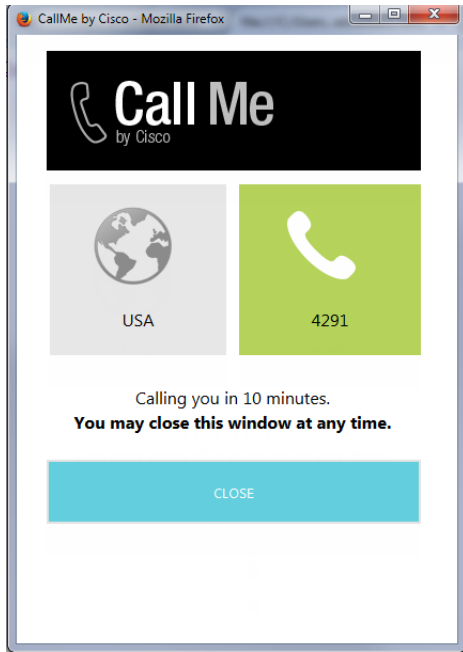 CallMe by Cisco - Mozilla Firefox
Call Me
by Cisco
USA
4291
Calling you in 10 minutes.
You may close this window at any time.
CLOSE